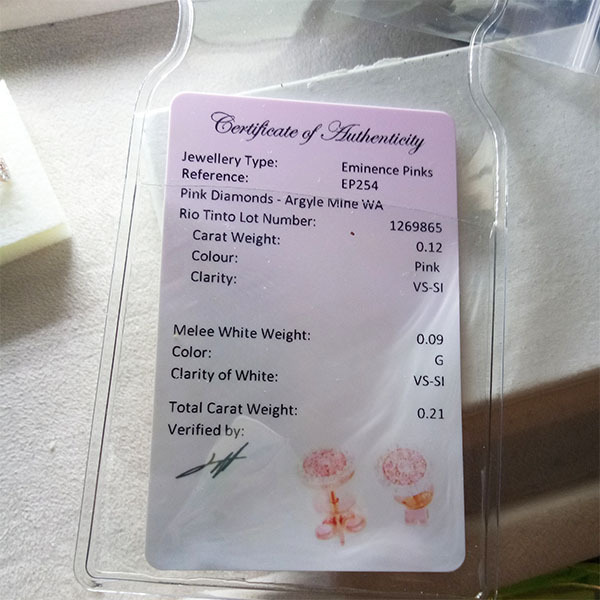 Certificate of Authenticity
Jewellery Type: Eminence Pinks
Reference: EP254
Pink Diamonds - Argyle Mine WA
Rio Tinto Lot Number: 1269865
Carat Weight: 0.12
Colour: Pink
Clarity: VS-SI
Melee White Weight: 0.09
Color: G
Clarity of White: VS-SI
Total Carat Weight: 0.21
Verified by: